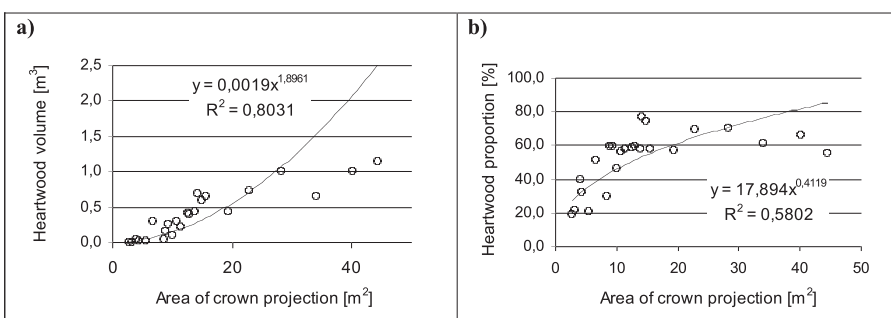 a)
Heartwood volume [m³]
2,5
2,0
1,5
1,0
0,5
0,0
y = 0,0019x^1,8961
R² = 0,8031
0 20 40
Area of crown projection [m²]
b)
Heartwood proportion [%]
100,0
80,0
60,0
40,0
20,0
0,0
y = 17,894x^0,4119
R² = 0,5802
0 10 20 30 40 50
Area of crown projection [m²]